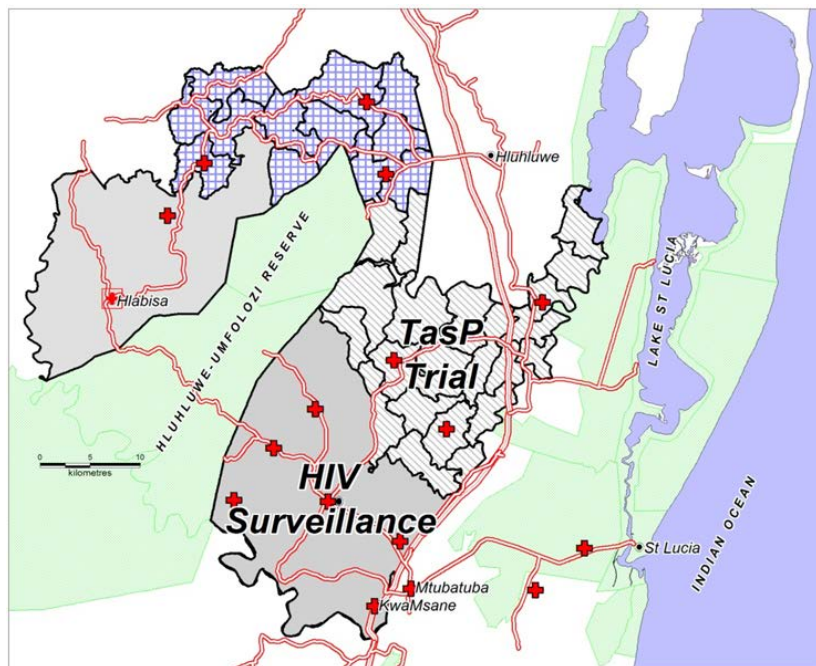 Hluhluwe
HLUHLUWE-UMFOLOZI RESERVE
LAKE ST LUCIA
Hlabisa
TasP
Trial
0 5 10
kilometres
HIV
Surveillance
INDIAN OCEAN
St Lucia
Mtubatuba
KwaMsane